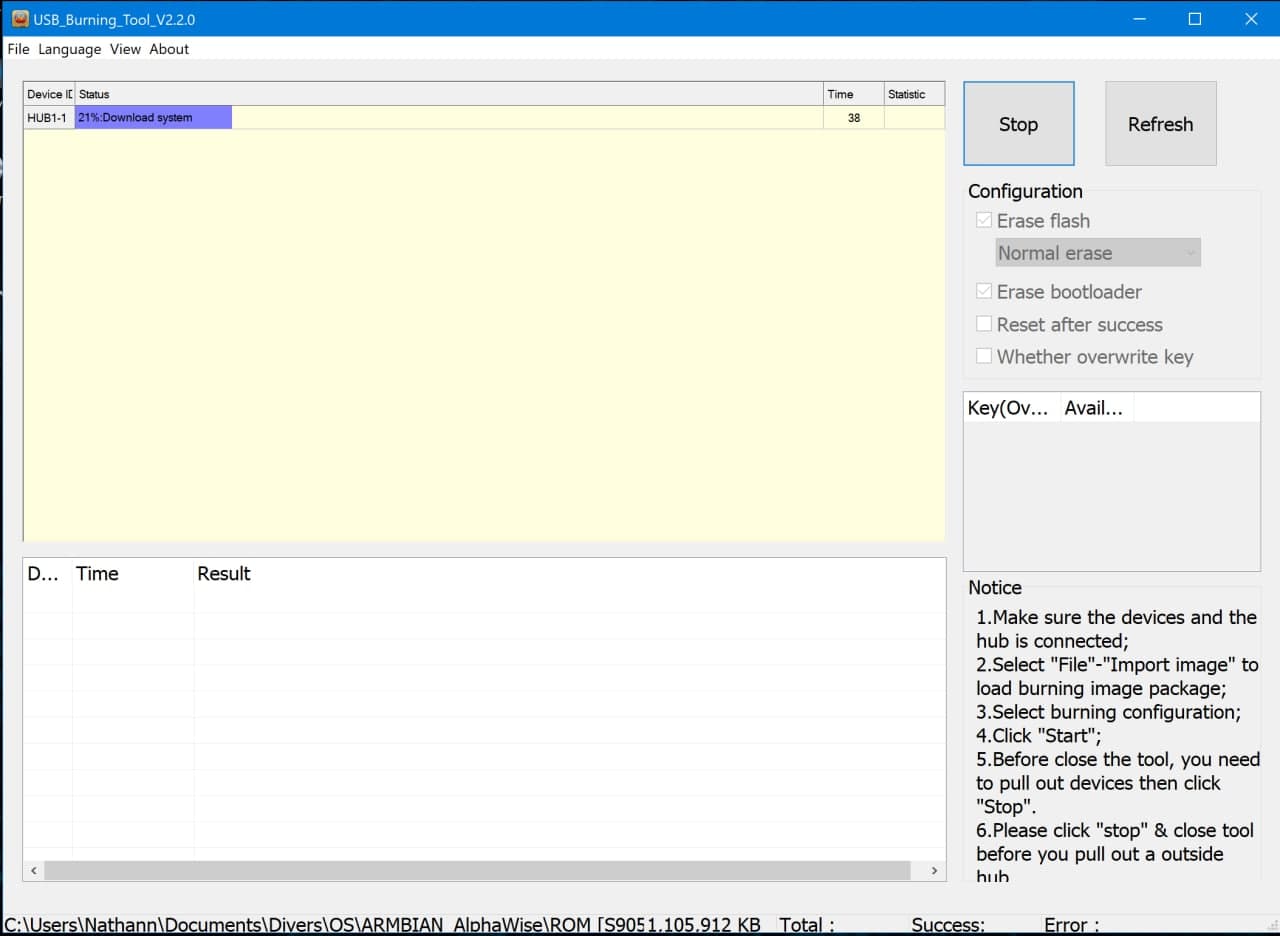 USB_Burning_Tool_V2.2.0
File Language View About
Device ID Status Time Statistic
HUB1-1 21%:Download system 38
Stop Refresh
Configuration
Erase flash
Normal erase
Erase bootloader
Reset after success
Whether overwrite key
Key(Ov... Avail...
D... Time Result
Notice
1.Make sure the devices and the
hub is connected;
2.Select "File"-"Import image" to
load burning image package;
3.Select burning configuration;
4.Click "Start";
5.Before close the tool, you need
to pull out devices then click
"Stop".
6.Please click "stop" & close tool
before you pull out a outside
hub
C:\Users\Nathann\Documents\Divers\OS\ARMBIAN_AlphaWise\ROM [S9051.105.912 KB Total : Success: Error :